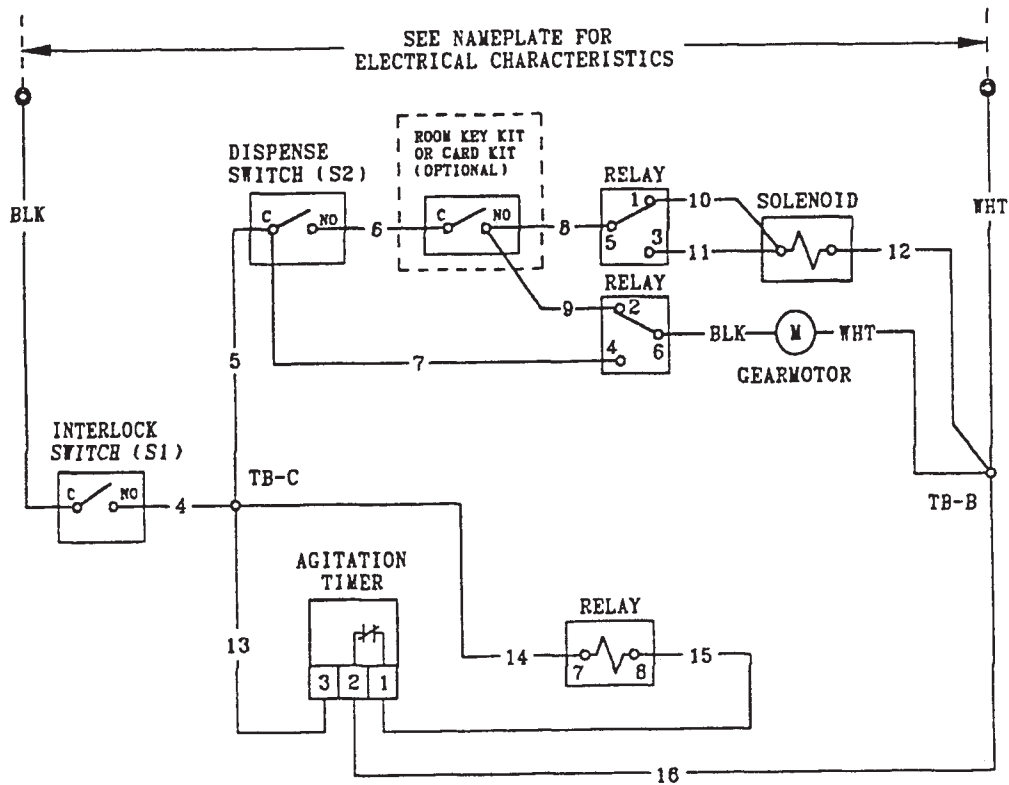 SEE NAMEPLATE FOR
ELECTRICAL CHARACTERISTICS
ROOM KEY KIT
OR CARD KIT
(OPTIONAL)
DISPENSE
SWITCH (S2)
RELAY
SOLENOID
BLK
WHT
C
NO
6
C
NO
8
1
5
3
10
11
12
RELAY
9
2
4
6
BLK
M
WHT
GEARMOTOR
5
7
INTERLOCK
SWITCH (S1)
C
NO
4
TB-C
TB-B
AGITATION
TIMER
RELAY
13
3
2
1
14
7
8
15
16